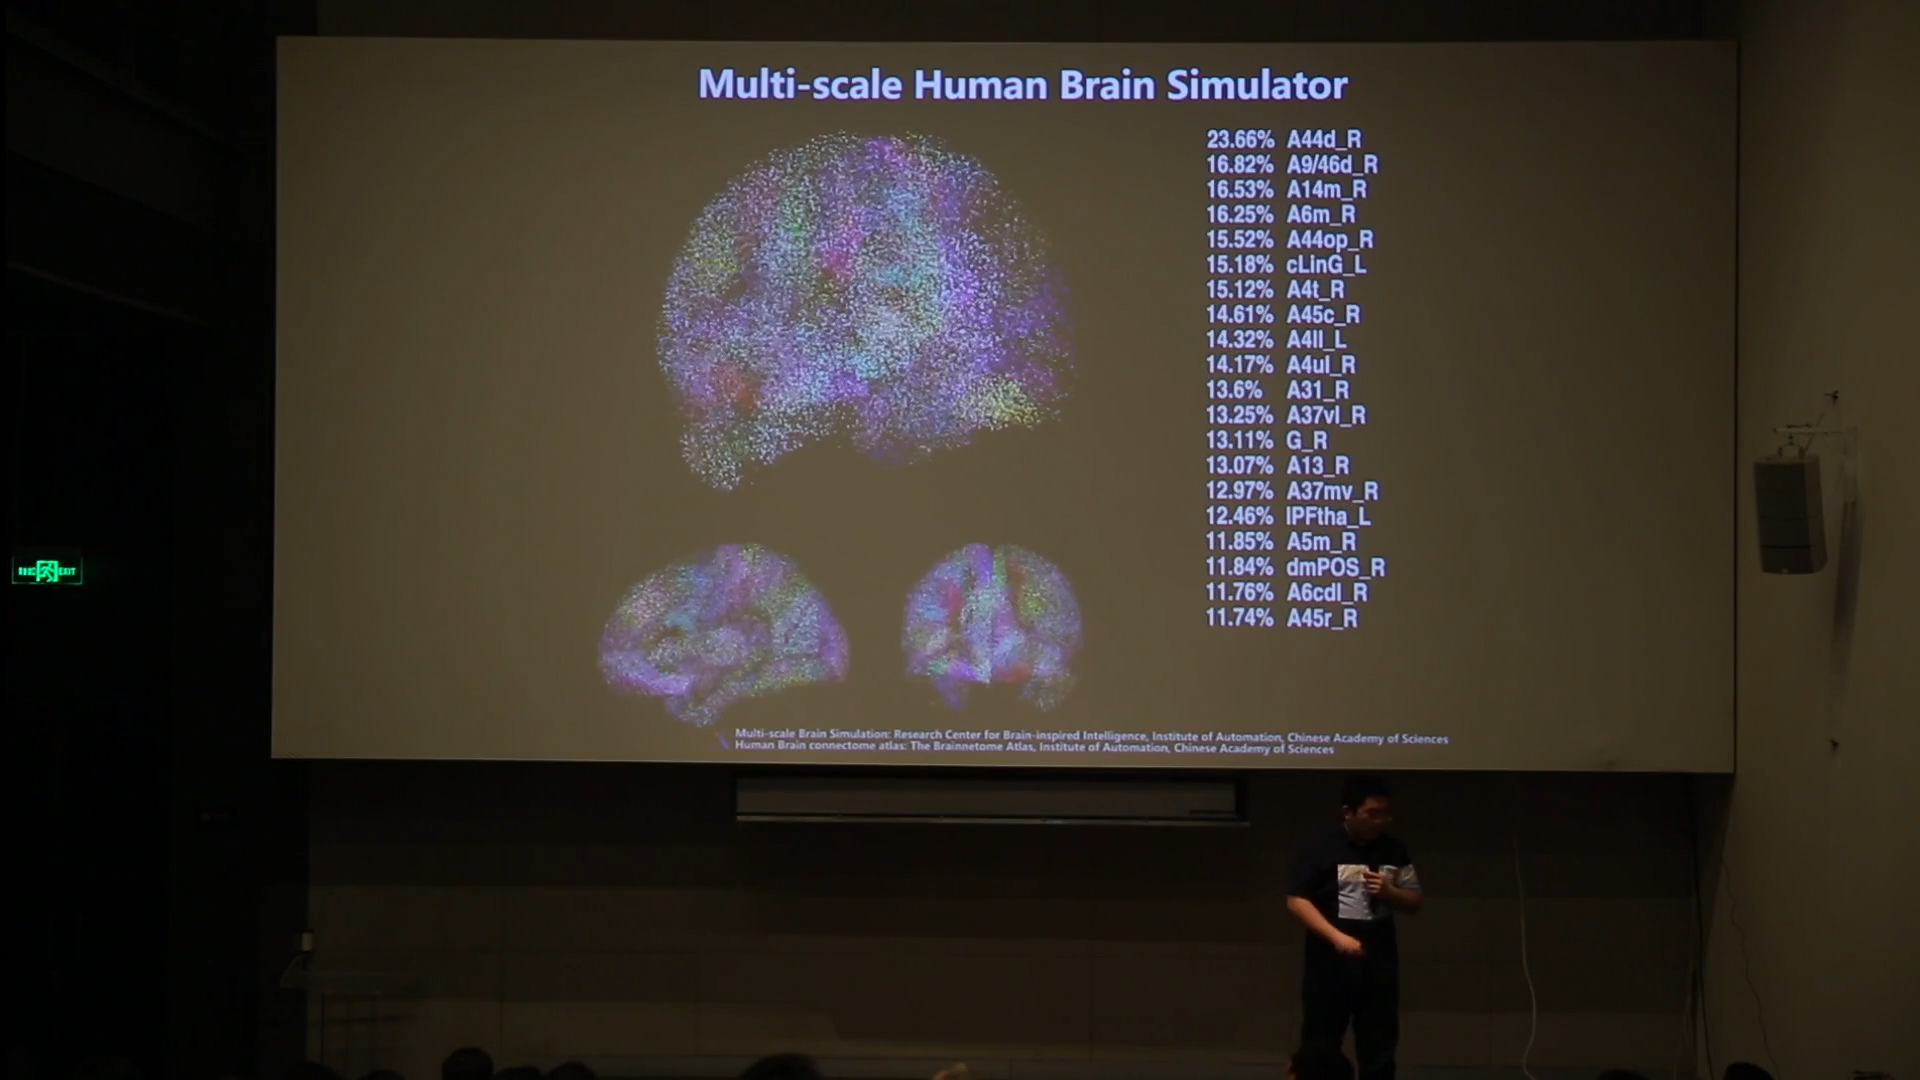 Multi-scale Human Brain Simulator
23.66% A44d_R
16.82% A9/46d_R
16.53% A14m_R
16.25% A6m_R
15.52% A44op_R
15.18% cLinG_L
15.12% A4t_R
14.61% A45c_R
14.32% A4ll_L
14.17% A4ul_R
13.6% A31_R
13.25% A37vl_R
13.11% G_R
13.07% A13_R
12.97% A37mv_R
12.46% lPFtha_L
11.85% A5m_R
11.84% dmPOS_R
11.76% A6cdl_R
11.74% A45r_R
Multi-scale Brain Simulation: Research Center for Brain-inspired Intelligence, Institute of Automation, Chinese Academy of Sciences
Human Brain connectome atlas: The Brainnetome Atlas, Institute of Automation, Chinese Academy of Sciences
EXIT